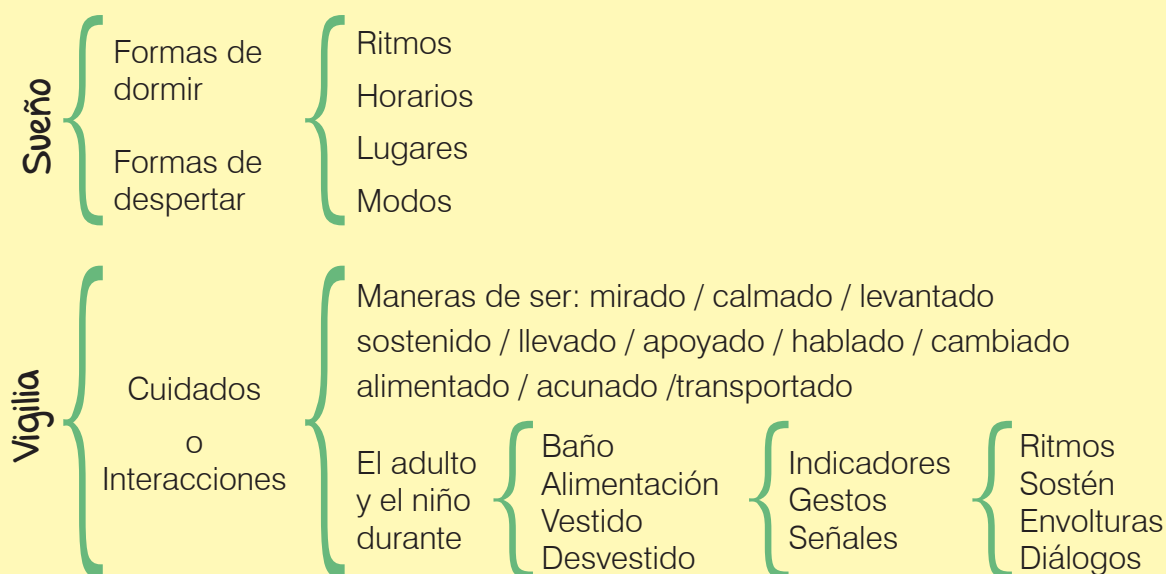 Sueño
Formas de
dormir
Formas de
despertar
Ritmos
Horarios
Lugares
Modos
Vigilia
Cuidados
o
Interacciones
Maneras de ser: mirado / calmado / levantado
sostenido / llevado / apoyado / hablado / cambiado
alimentado / acunado /transportado
El adulto
y el niño
durante
Baño
Alimentación
Vestido
Desvestido
Indicadores
Gestos
Señales
Ritmos
Sostén
Envolturas
Diálogos